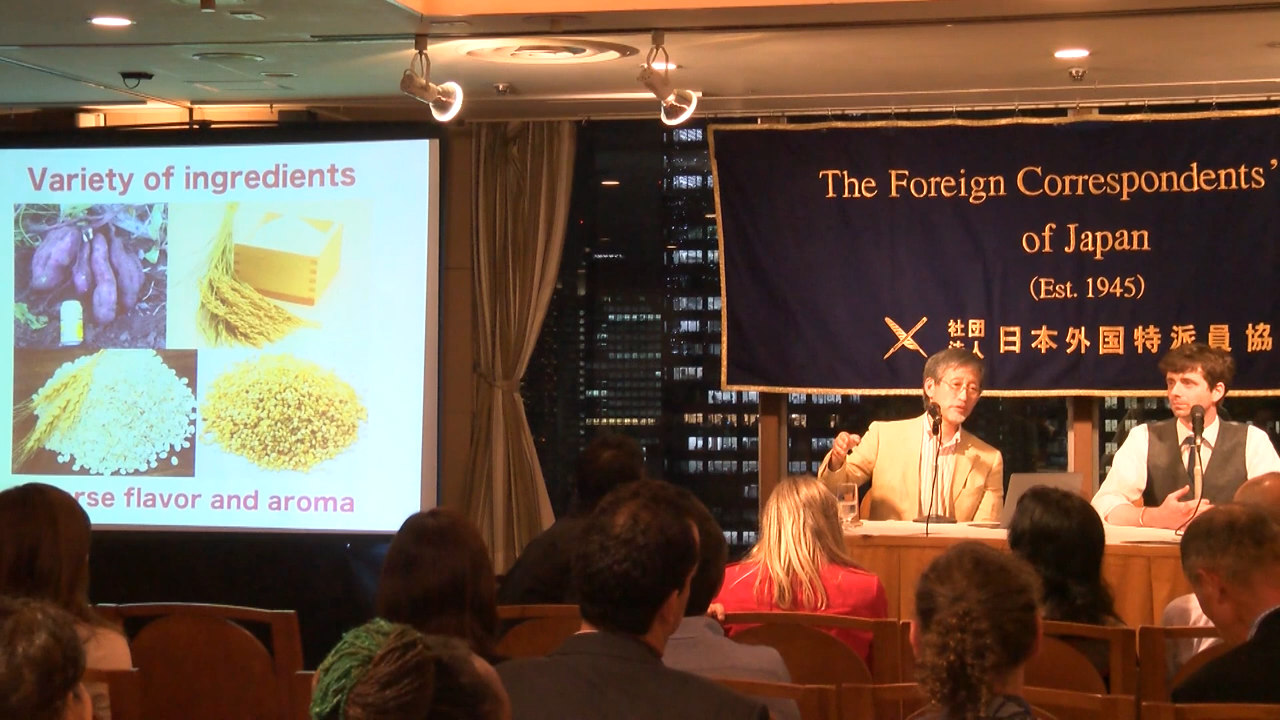 Variety of ingredients
rse flavor and aroma
The Foreign Correspondents'
of Japan
(Est. 1945)
社団
法人
日本外国特派員協